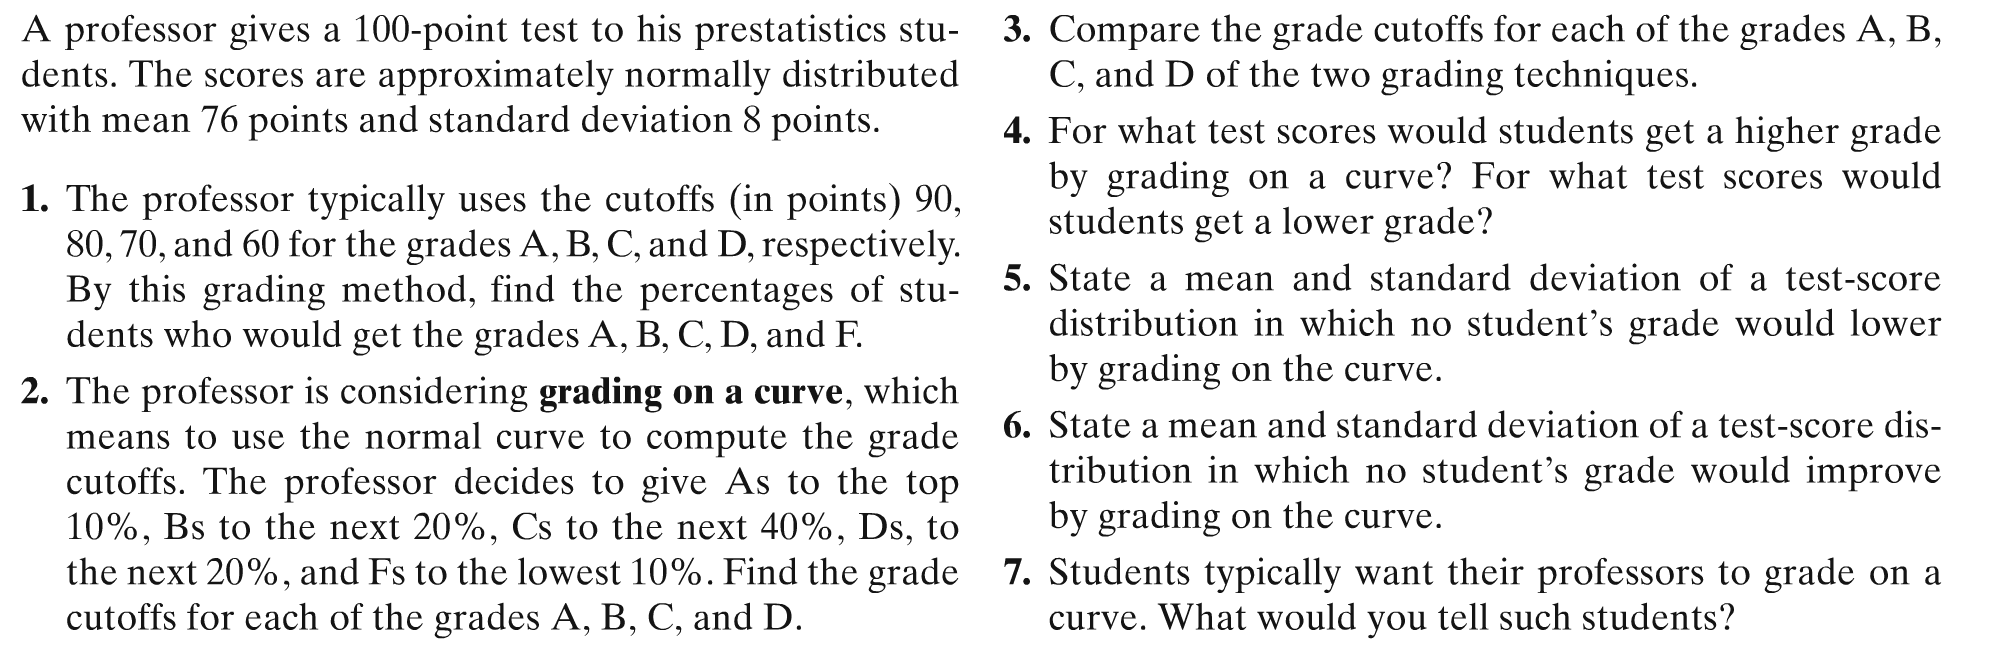 A professor gives a 100-point test to his prestatistics stu-
dents. The scores are approximately normally distributed
with mean 76 points and standard deviation 8 points.
1. The professor typically uses the cutoffs (in points) 90,
80, 70, and 60 for the grades A, B, C, and D, respectively.
By this grading method, find the percentages of stu-
dents who would get the grades A, B, C, D, and F.
2. The professor is considering grading on a curve, which
means to use the normal curve to compute the grade
cutoffs. The professor decides to give As to the top
10%, Bs to the next 20%, Cs to the next 40%, Ds, to
the next 20%, and Fs to the lowest 10%. Find the grade
cutoffs for each of the grades A, B, C, and D.
3. Compare the grade cutoffs for each of the grades A, B,
C, and D of the two grading techniques.
4. For what test scores would students get a higher grade
by grading on a curve? For what test scores would
students get a lower grade?
5. State a mean and standard deviation of a test-score
distribution in which no student’s grade would lower
by grading on the curve.
6. State a mean and standard deviation of a test-score dis-
tribution in which no student’s grade would improve
by grading on the curve.
7. Students typically want their professors to grade on a
curve. What would you tell such students?